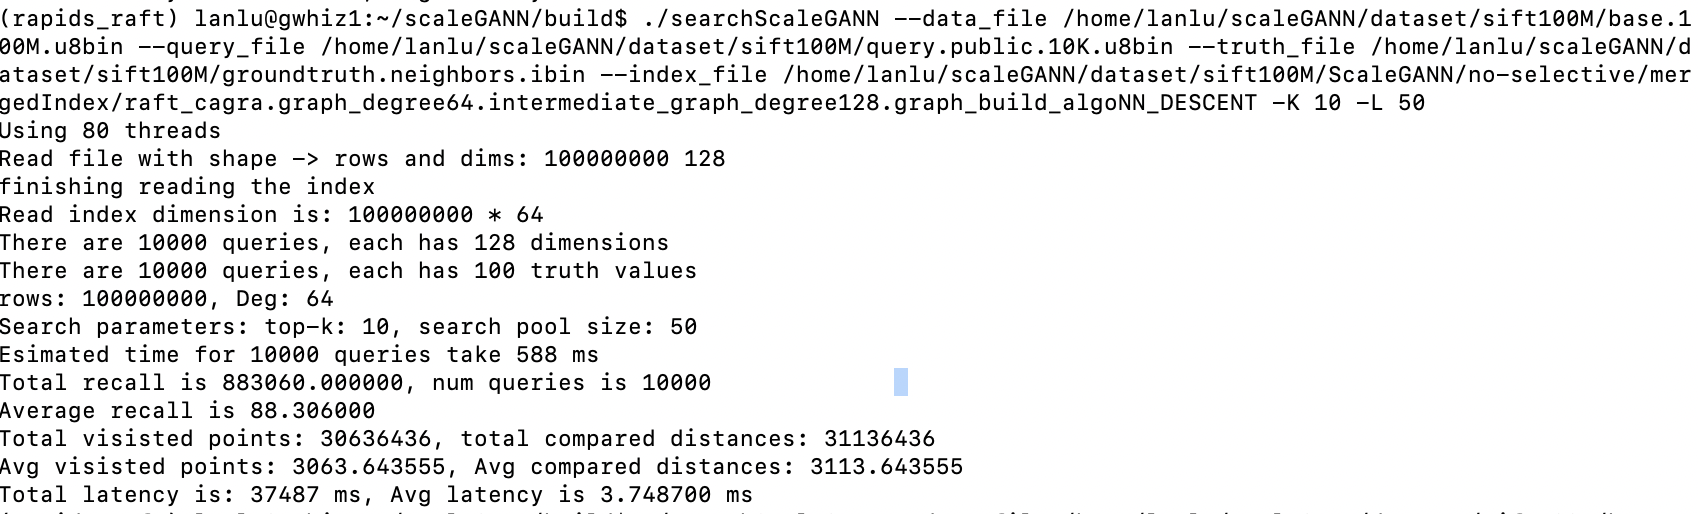 (rapids_raft) lanlu@gwhiz1:~/scaleGANN/build$ ./searchScaleGANN --data_file /home/lanlu/scaleGANN/dataset/sift100M/base.1
00M.u8bin --query_file /home/lanlu/scaleGANN/dataset/sift100M/query.public.10K.u8bin --truth_file /home/lanlu/scaleGANN/d
ataset/sift100M/groundtruth.neighbors.ibin --index_file /home/lanlu/scaleGANN/dataset/sift100M/ScaleGANN/no-selective/mer
gedIndex/raft_cagra.graph_degree64.intermediate_graph_degree128.graph_build_algoNN_DESCENT -K 10 -L 50
Using 80 threads
Read file with shape -> rows and dims: 100000000 128
finishing reading the index
Read index dimension is: 100000000 * 64
There are 10000 queries, each has 128 dimensions
There are 10000 queries, each has 100 truth values
rows: 100000000, Deg: 64
Search parameters: top-k: 10, search pool size: 50
Esimated time for 10000 queries take 588 ms
Total recall is 883060.000000, num queries is 10000
Average recall is 88.306000
Total visisted points: 30636436, total compared distances: 31136436
Avg visisted points: 3063.643555, Avg compared distances: 3113.643555
Total latency is: 37487 ms, Avg latency is 3.748700 ms